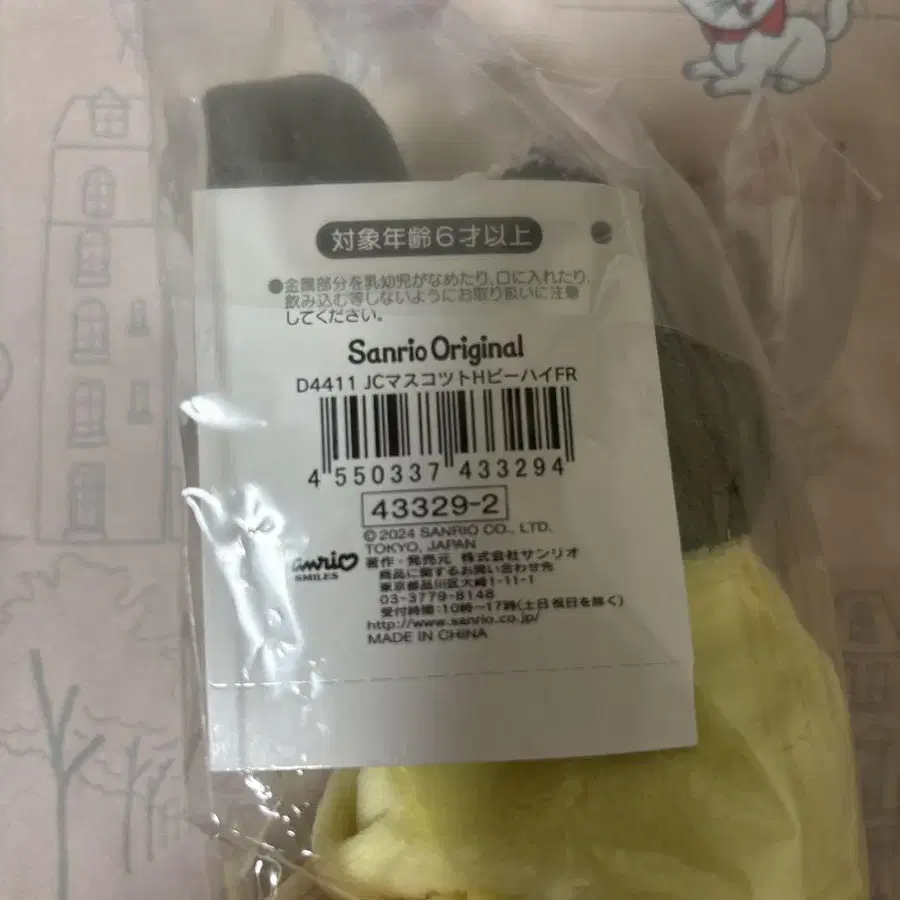 対象年齢6才以上
●金属部分を乳幼児がなめたり、口に入れたり、
飲み込む等しないようにお取り扱いに注意
してください。
Sanrio Original
D4411 JCマスコットHピーハイFR
4 550337 433294
43329-2
© 2024 SANRIO CO., LTD.
TOKYO, JAPAN
著作・発売元 株式会社サンリオ
anrio
SMILES
商品に関するお問い合わせ先
東京都品川区大崎1-11-1
03-3779-8148
受付時間:10時～17時(土日祝日を除く)
http://www.sanrio.co.jp/
MADE IN CHINA